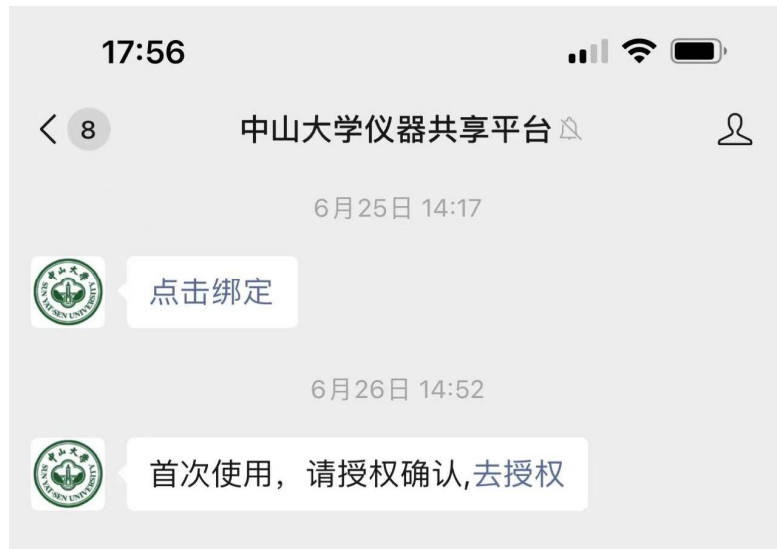 17:56
8
中山大学仪器共享平台
6月25日 14:17
点击绑定
6月26日 14:52
首次使用，请授权确认,去授权